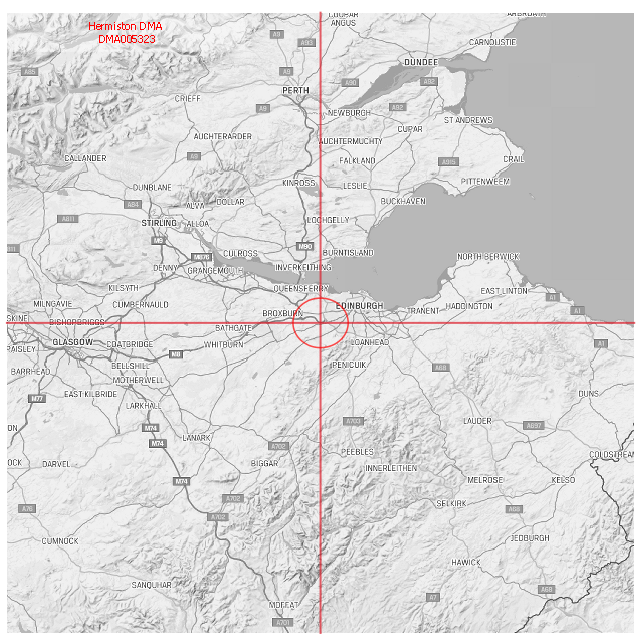 Hermiston DMA
DMA005323
COUPAR
ANGUS
ARBROATH
CARNOUSTIE
A9
A913
A85
A9
DUNDEE
A90
A92
PERTH
CRIEFF
A9
NEWBURGH
A92
ST ANDREWS
AUCHTERARDER
AUCHTERMUCHTY
CUPAR
CALLANDER
A9
FALKLAND
A915
CRAIL
DUNBLANE
KINROSS
LESLIE
PITTENWEEM
A84
ALVA
DOLLAR
BUCKHAVEN
A811
STIRLING
ALLOA
LOCHGELLY
M9
M90
CULROSS
BURNTISLAND
M876
DENNY
GRANGEMOUTH
INVERKEITHING
NORTH BERWICK
KILSYTH
QUEENSFERRY
EAST LINTON
A1
MILNGAVIE
CUMBERNAULD
EDINBURGH
HADDINGTON
A1
SKINE
BISHOPBRIGGS
BROXBURN
TRANENT
BATHGATE
PAISLEY
GLASGOW
COATBRIDGE
M8
WHITBURN
LOANHEAD
A1
BARRHEAD
BELLSHILL
PENICUIK
A68
MOTHERWELL
M77
EAST KILBRIDE
DUNS
LARKHALL
ON
M74
A703
LAUDER
A697
M74
LANARK
A702
PEEBLES
OCK
DARVEL
BIGGAR
INNERLEITHEN
COLDSTREAM
M74
MELROSE
KELSO
A76
A702
SELKIRK
A68
A702
CUMNOCK
JEDBURGH
HAWICK
SANQUHAR
A7
A68
MOFFAT
A701